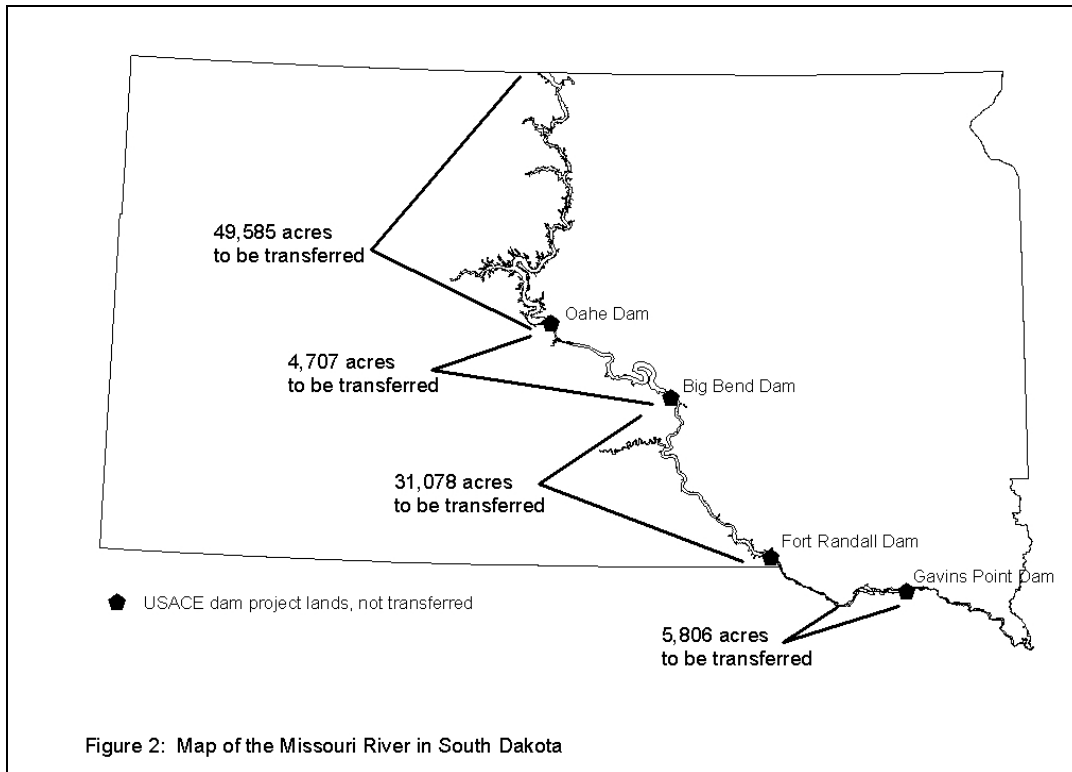 49,585 acres
to be transferred
Oahe Dam
4,707 acres
to be transferred
Big Bend Dam
31,078 acres
to be transferred
Fort Randall Dam
Gavins Point Dam
USACE dam project lands, not transferred
5,806 acres
to be transferred
Figure 2:  Map of the Missouri River in South Dakota